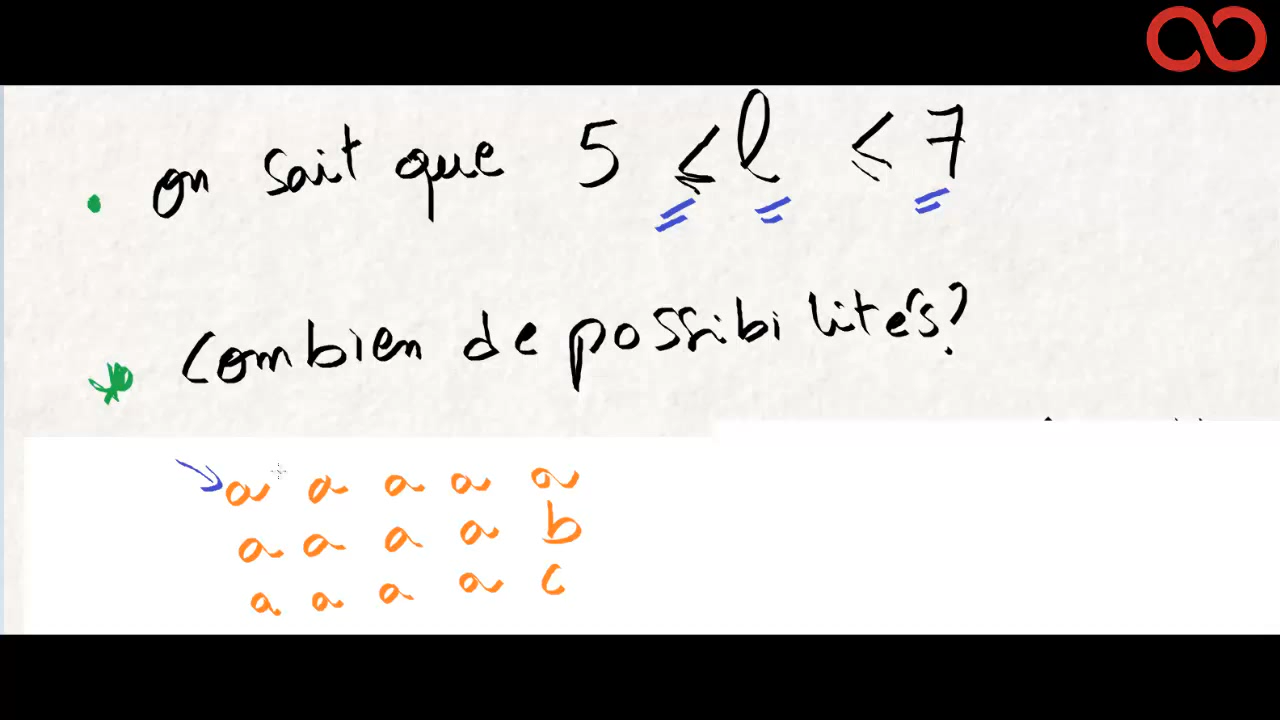 on sait que 5 ≤ l ≤ 7
combien de possibilités?
a a a a a
a a a a b
a a a a c